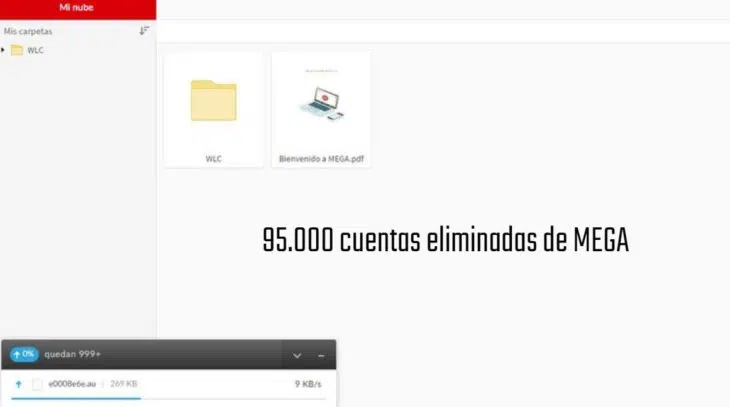 Mi nube
Mis carpetas
WLC
WLC
Bienvenido a MEGA.pdf
95.000 cuentas eliminadas de MEGA
0% quedan 999+
e0008e6e.au 269 KB 9 KB/s